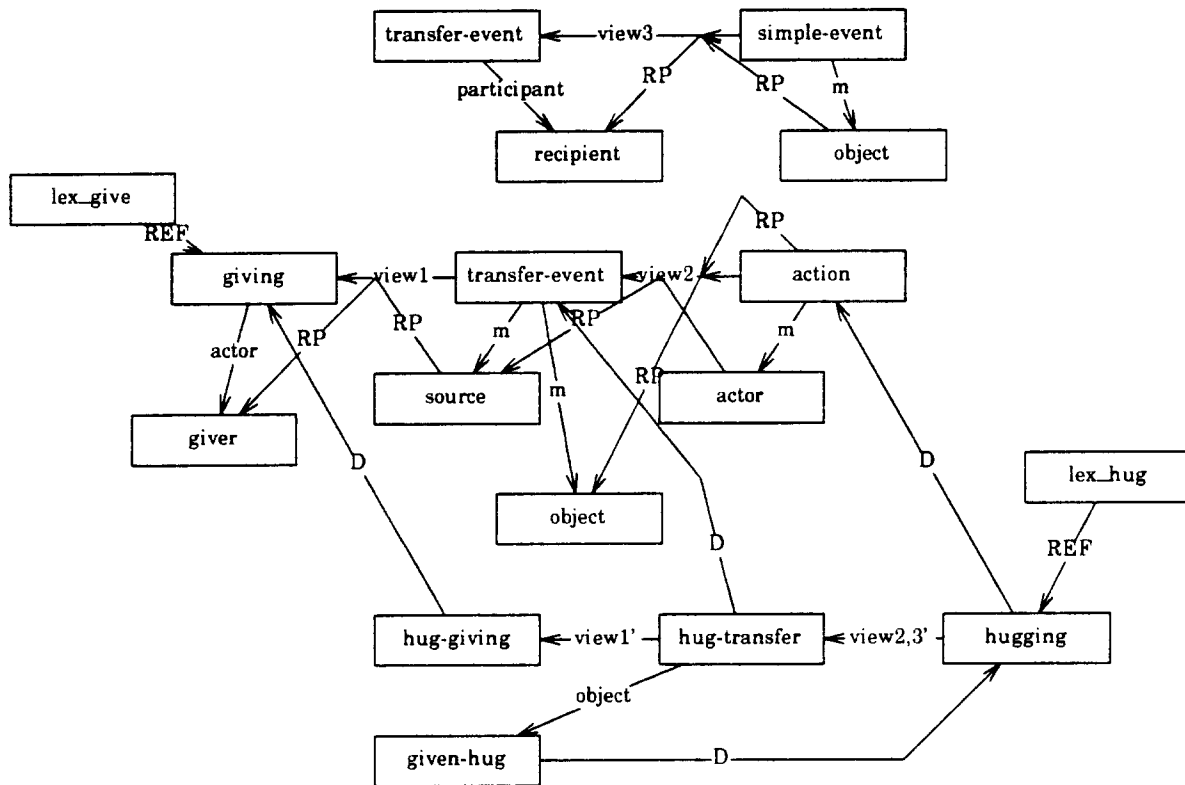 transfer-event view3 simple-event
participant RP RP m
recipient object
lex_give
REF RP
giving view1 transfer-event view2 action
actor RP RP m m RP m
source RP actor
giver m
D D lex_hug
object
D REF
hug-giving view1' hug-transfer view2,3' hugging
object
given-hug D